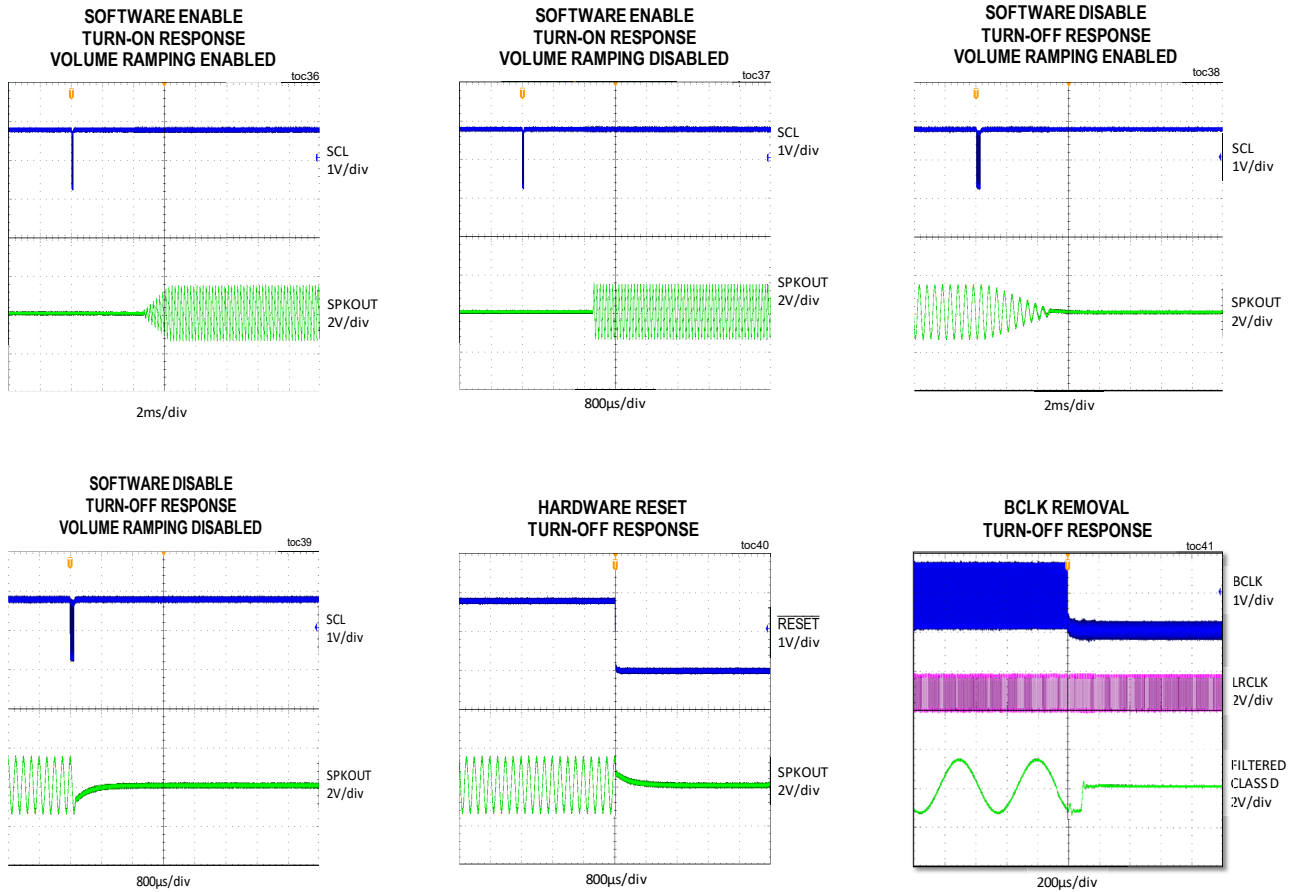 SOFTWARE ENABLE
TURN-ON RESPONSE
VOLUME RAMPING ENABLED
toc36
SCL
1V/div
SPKOUT
2V/div
2ms/div
SOFTWARE ENABLE
TURN-ON RESPONSE
VOLUME RAMPING DISABLED
toc37
SCL
1V/div
SPKOUT
2V/div
800µs/div
SOFTWARE DISABLE
TURN-OFF RESPONSE
VOLUME RAMPING ENABLED
toc38
SCL
1V/div
SPKOUT
2V/div
2ms/div
SOFTWARE DISABLE
TURN-OFF RESPONSE
VOLUME RAMPING DISABLED
toc39
SCL
1V/div
SPKOUT
2V/div
800µs/div
HARDWARE RESET
TURN-OFF RESPONSE
toc40
RESET
1V/div
SPKOUT
2V/div
800µs/div
BCLK REMOVAL
TURN-OFF RESPONSE
toc41
BCLK
1V/div
LRCLK
2V/div
FILTERED
CLASS D
2V/div
200µs/div